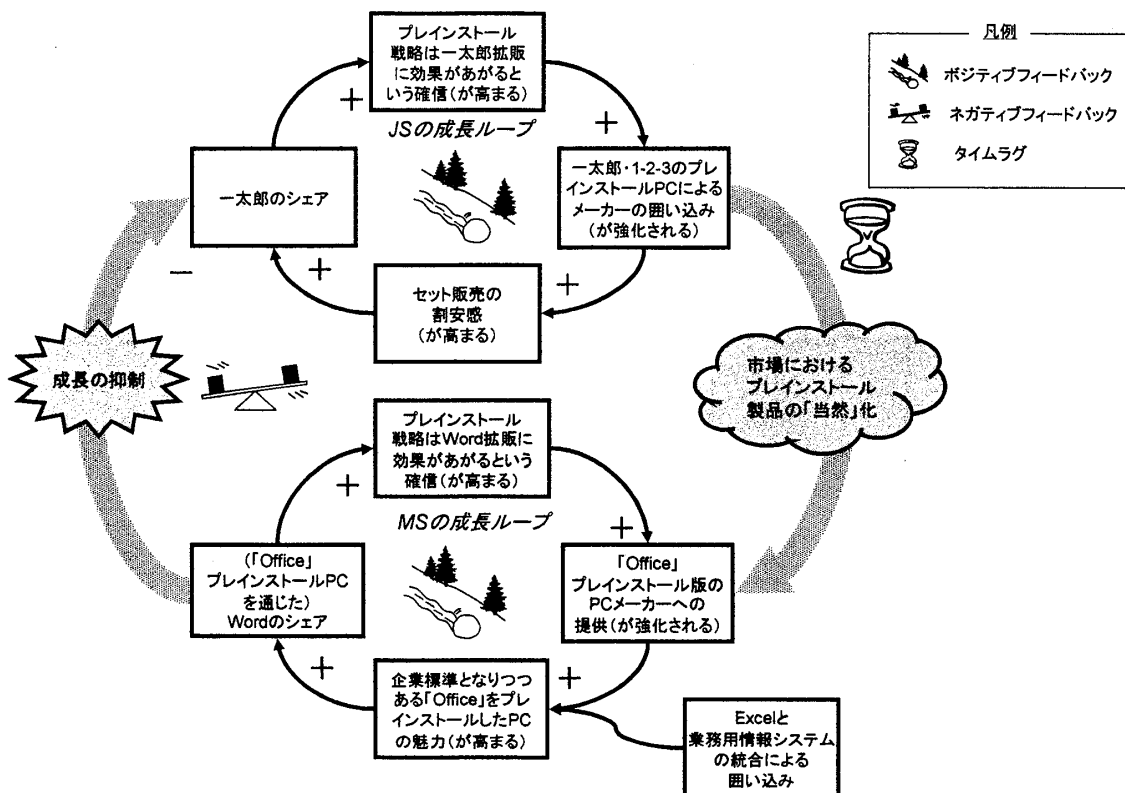 プレインストール
戦略は一太郎拡販
に効果があがると
いう確信(が高まる)
凡例
ポジティブフィードバック
ネガティブフィードバック
タイムラグ
+
+
JSの成長ループ
一太郎のシェア
一太郎・1-2-3のプレ
インストールPCによる
メーカーの囲い込み
(が強化される)
−
+
+
セット販売の
割安感
(が高まる)
成長の抑制
市場における
プレインストール
製品の「当然」化
プレインストール
戦略はWord拡販に
効果があがるという
確信(が高まる)
+
+
MSの成長ループ
(「Office」
プレインストールPC
を通じた)
Wordのシェア
「Office」
プレインストール版の
PCメーカーへの
提供(が強化される)
+
+
企業標準となりつつ
ある「Office」をプレ
インストールしたPC
の魅力(が高まる)
Excelと
業務用情報システム
の統合による
囲い込み